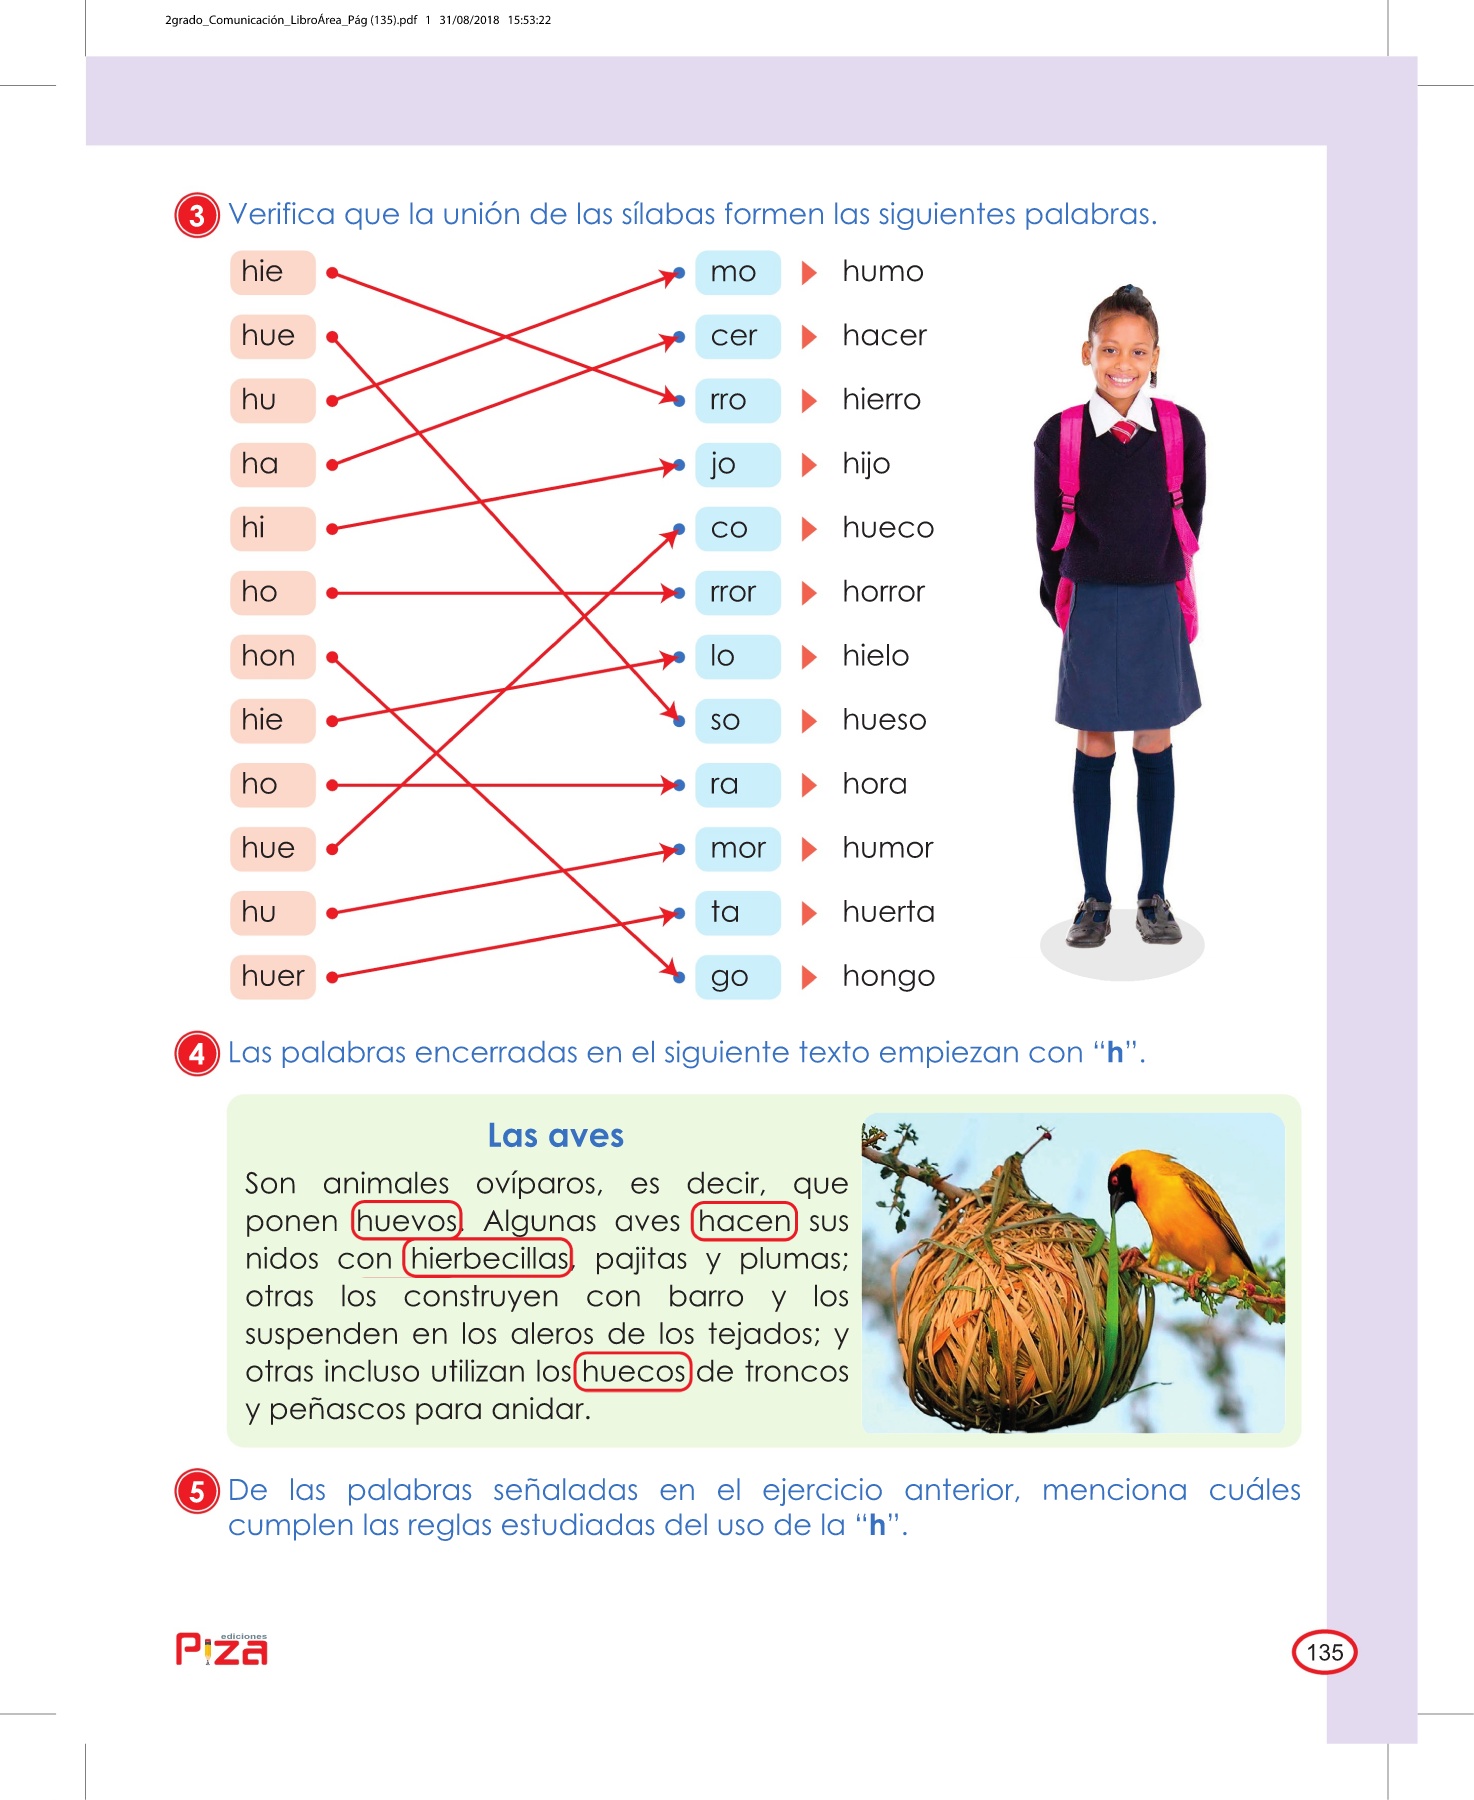 2grado_Comunicación_LibroÁrea_Pág (135).pdf 1 31/08/2018 15:53:22
3 Verifica que la unión de las sílabas formen las siguientes palabras.
hie mo humo
hue cer hacer
hu rro hierro
ha jo hijo
hi co hueco
ho rror horror
hon lo hielo
hie so hueso
ho ra hora
hue mor humor
hu ta huerta
huer go hongo
4 Las palabras encerradas en el siguiente texto empiezan con “h”.
Las aves
Son animales ovíparos, es decir, que
ponen huevos. Algunas aves hacen sus
nidos con hierbecillas, pajitas y plumas;
otras los construyen con barro y los
suspenden en los aleros de los tejados; y
otras incluso utilizan los huecos de troncos
y peñascos para anidar.
5 De las palabras señaladas en el ejercicio anterior, menciona cuáles
cumplen las reglas estudiadas del uso de la “h”.
ediciones
Piza
135